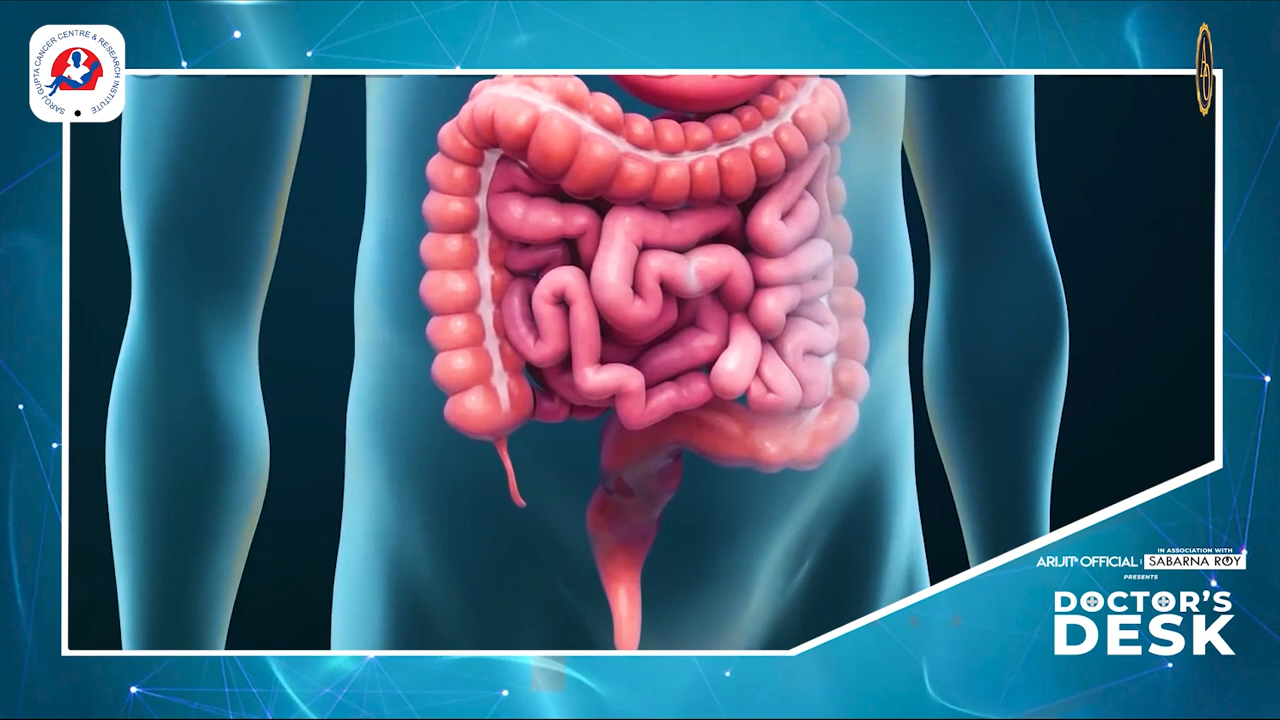 SAROJ GUPTA CANCER CENTRE & RESEARCH INSTITUTE
IN ASSOCIATION WITH
ARIJIT OFFICIAL | SABARNA ROY
PRESENTS
DOCTOR'S
DESK